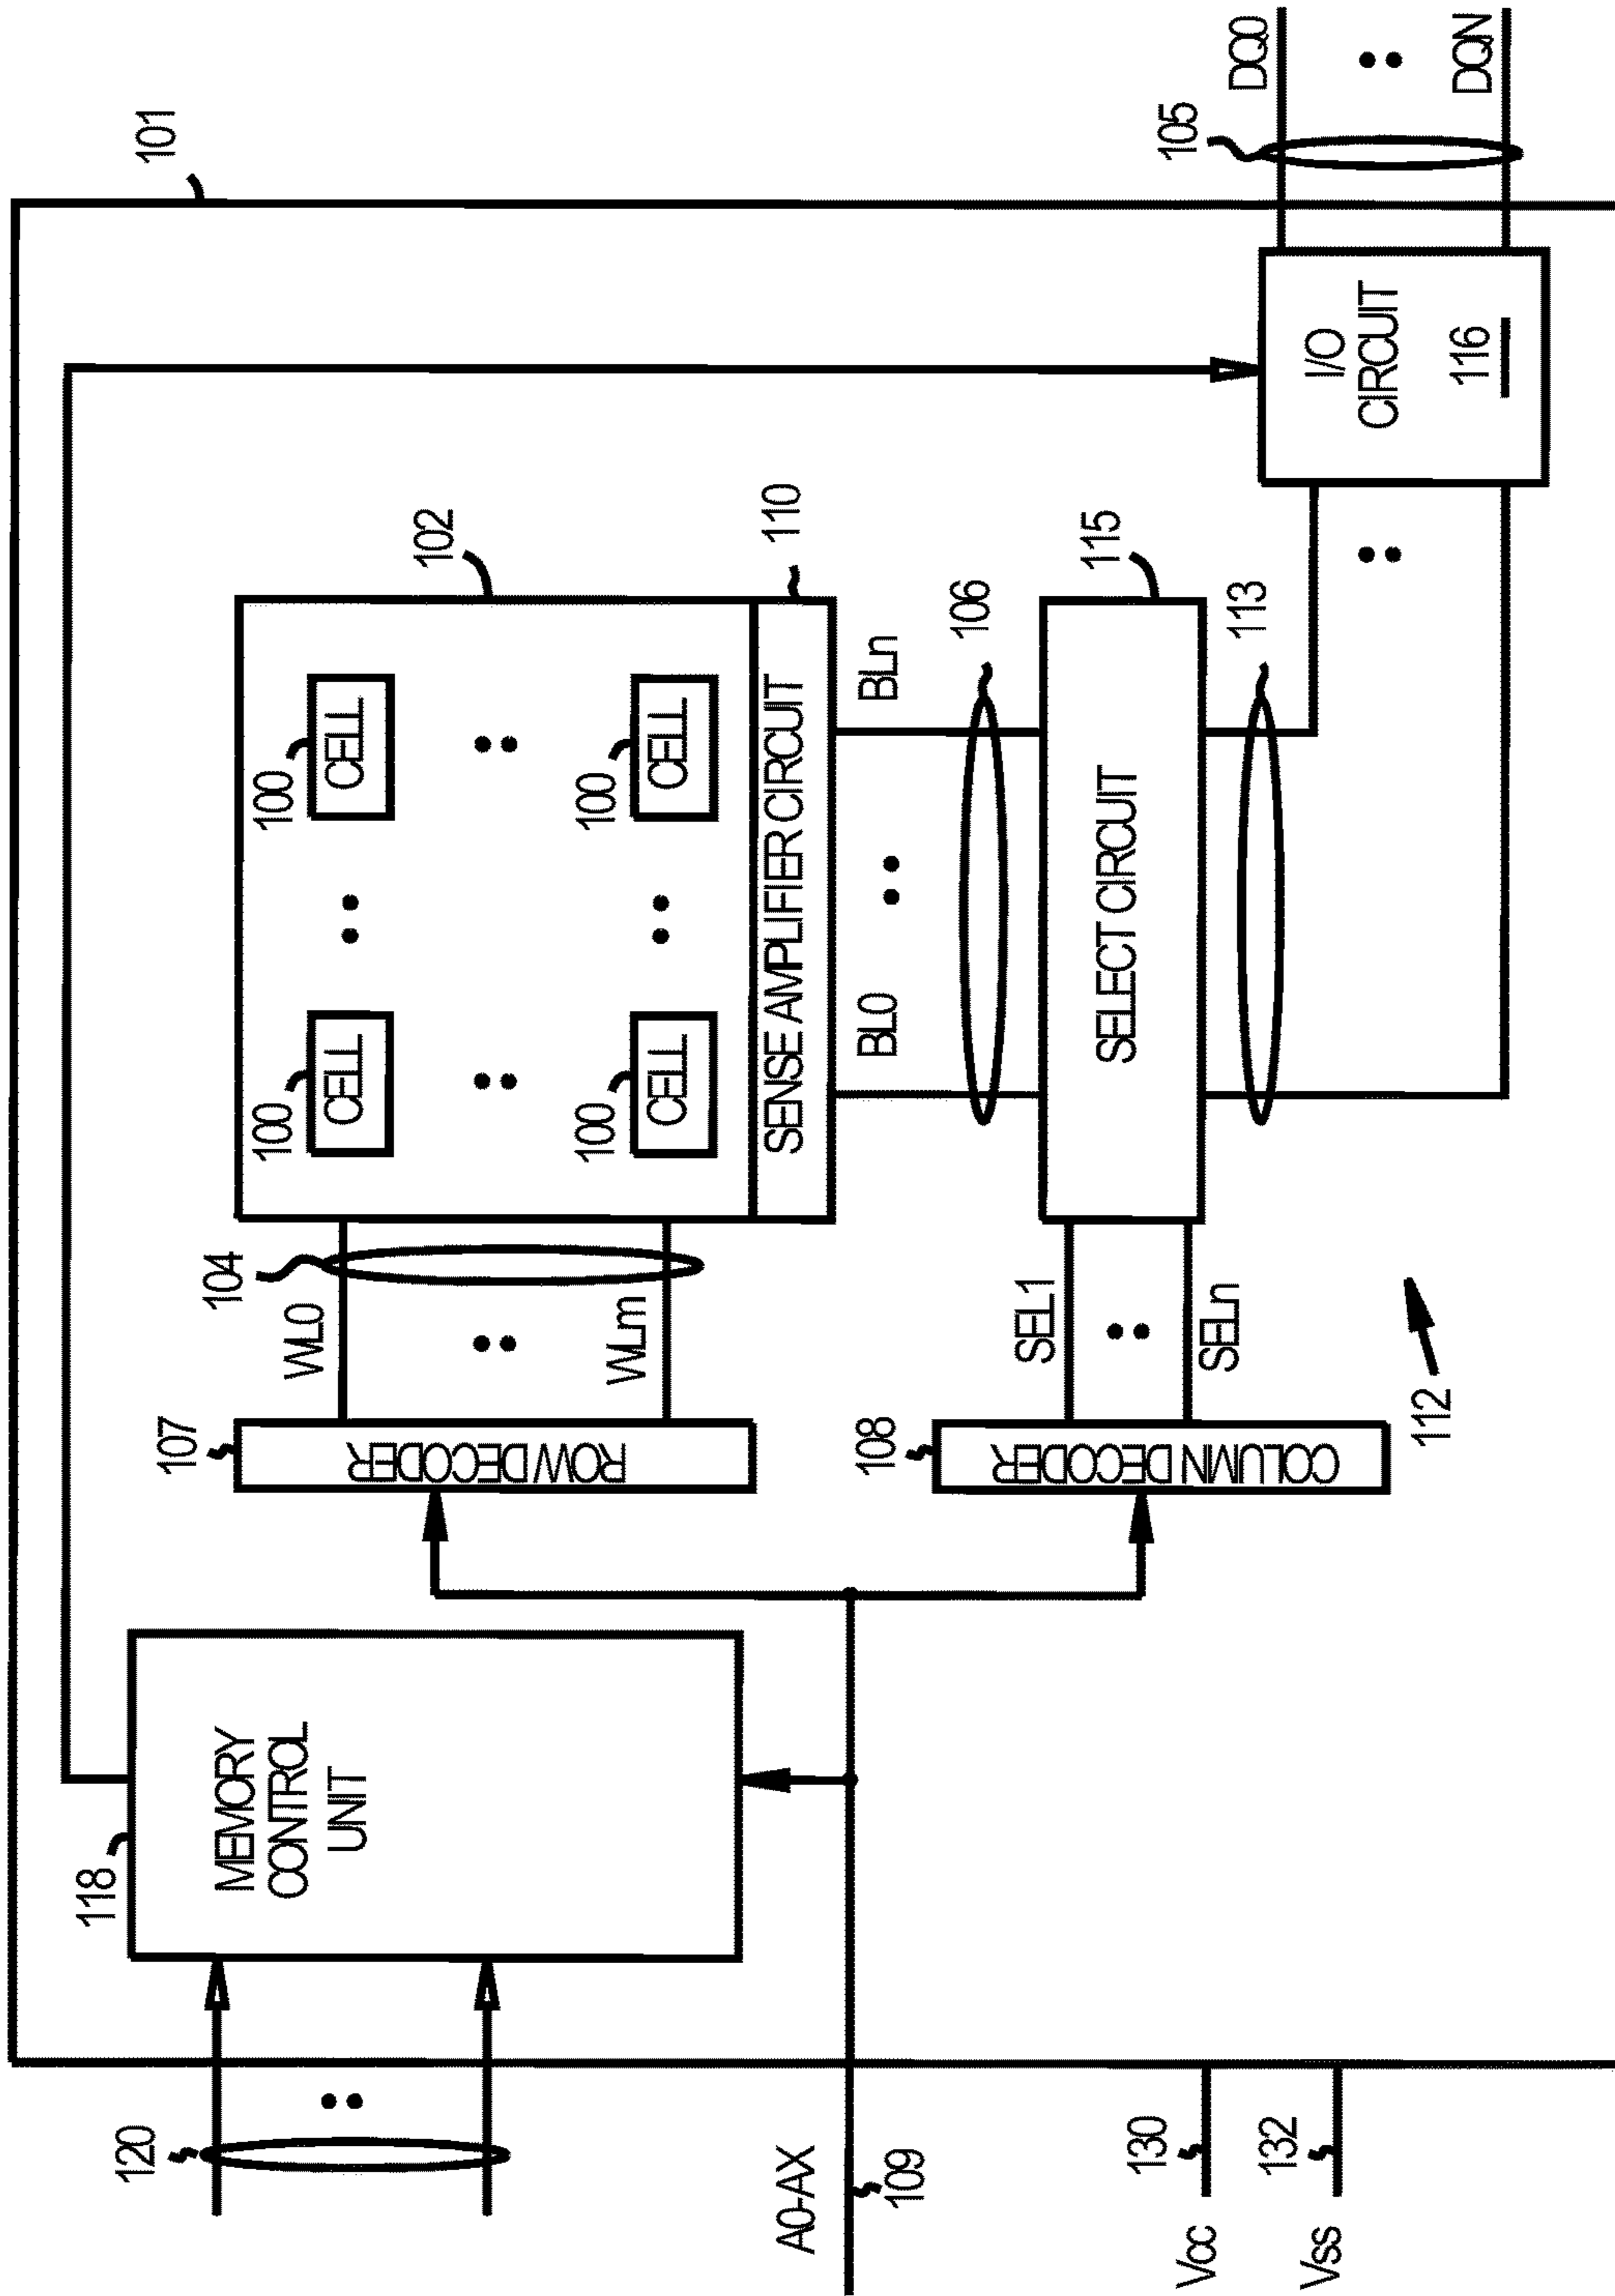 101
118
MEMORY
CONTROL
UNIT
120
107
ROW DECODER
WL0
WLm
104
102
100
CELL
100
CELL
100
CELL
100
CELL
SENSE AMPLIFIER CIRCUIT
110
BL0
BLn
106
A0-AX
109
108
COLUMN DECODER
SEL1
SELn
SELECT CIRCUIT
115
113
Vcc
130
Vss
132
112
I/O
CIRCUIT
116
105
DQ0
DQN